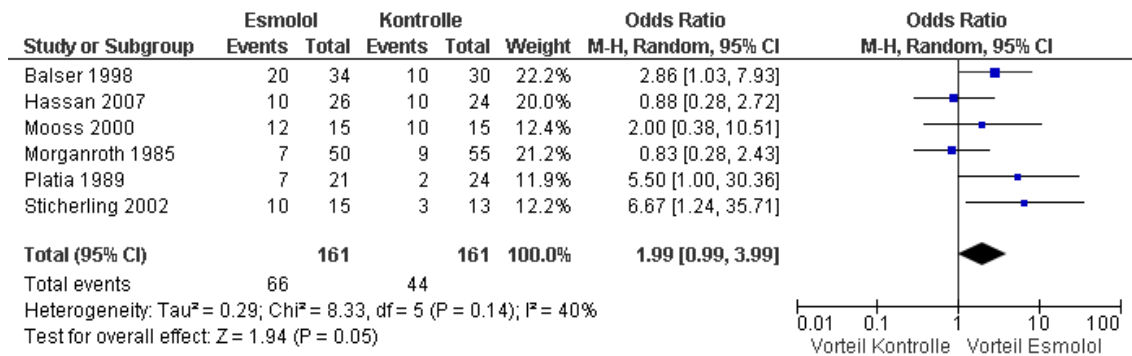 Esmolol Kontrolle Odds Ratio Odds Ratio
Study or Subgroup Events Total Events Total Weight M-H, Random, 95% CI M-H, Random, 95% CI
Balser 1998 20 34 10 30 22.2% 2.86 [1.03, 7.93]
Hassan 2007 10 26 10 24 20.0% 0.88 [0.28, 2.72]
Mooss 2000 12 15 10 15 12.4% 2.00 [0.38, 10.51]
Morganroth 1985 7 50 9 55 21.2% 0.83 [0.28, 2.43]
Platia 1989 7 21 2 24 11.9% 5.50 [1.00, 30.36]
Sticherling 2002 10 15 3 13 12.2% 6.67 [1.24, 35.71]
Total (95% CI) 161 161 100.0% 1.99 [0.99, 3.99]
Total events 66 44
Heterogeneity: Tau² = 0.29; Chi² = 8.33, df = 5 (P = 0.14); I² = 40%
Test for overall effect: Z = 1.94 (P = 0.05)
0.01 0.1 1 10 100
Vorteil Kontrolle Vorteil Esmolol